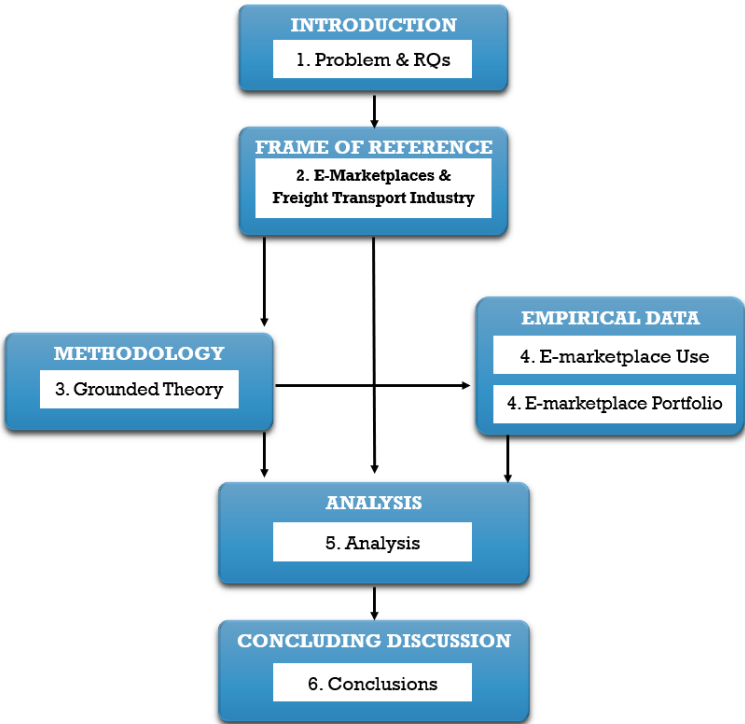 INTRODUCTION
1. Problem & RQs
FRAME OF REFERENCE
2. E-Marketplaces &
Freight Transport Industry
METHODOLOGY
3. Grounded Theory
EMPIRICAL DATA
4. E-marketplace Use
4. E-marketplace Portfolio
ANALYSIS
5. Analysis
CONCLUDING DISCUSSION
6. Conclusions